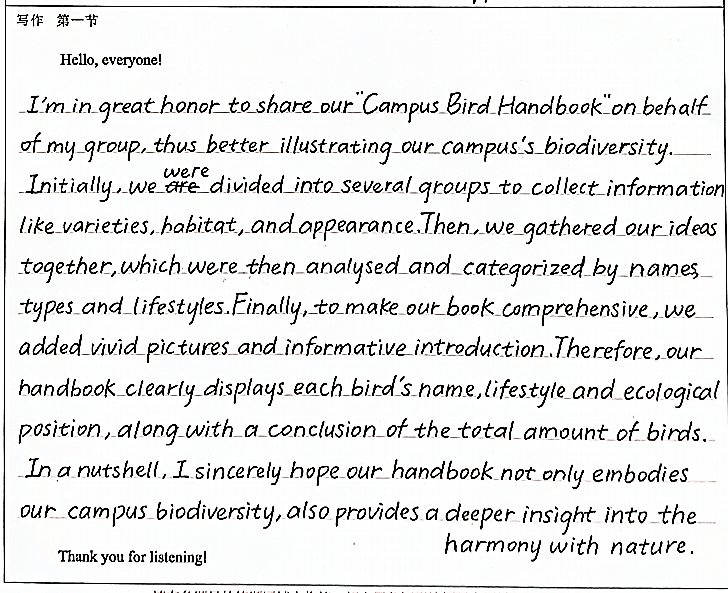 写作 第一节
Hello, everyone!
I'm in great honor to share our "Campus Bird Handbook" on behalf
of my group, thus better illustrating our campus's biodiversity.
were
Initially, we are divided into several groups to collect information
like varieties, habitat, and appearance. Then, we gathered our ideas
together, which were then analysed and categorized by names,
types and lifestyles. Finally, to make our book comprehensive, we
added vivid pictures and informative introduction. Therefore, our
handbook clearly displays each bird's name, lifestyle and ecological
position, along with a conclusion of the total amount of birds.
In a nutshell, I sincerely hope our handbook not only embodies
our campus biodiversity, also provides a deeper insight into the
harmony with nature.
Thank you for listening!